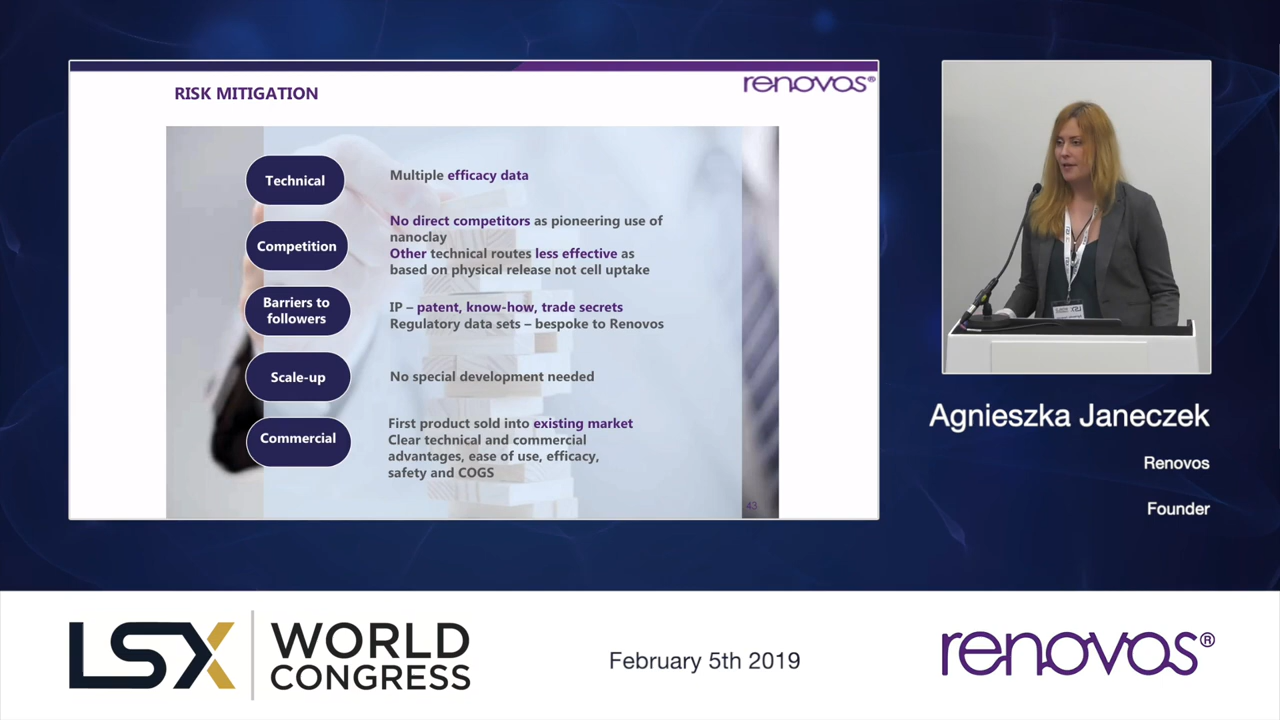 RISK MITIGATION
renovos®
Technical
Multiple efficacy data
Competition
No direct competitors as pioneering use of
nanoclay
Other technical routes less effective as
based on physical release not cell uptake
Barriers to
followers
IP – patent, know-how, trade secrets
Regulatory data sets – bespoke to Renovos
Scale-up
No special development needed
Commercial
First product sold into existing market
Clear technical and commercial
advantages, ease of use, efficacy,
safety and COGS
43
Agnieszka Janeczek
Renovos
Founder
LSX WORLD
CONGRESS
February 5th 2019
renovos®